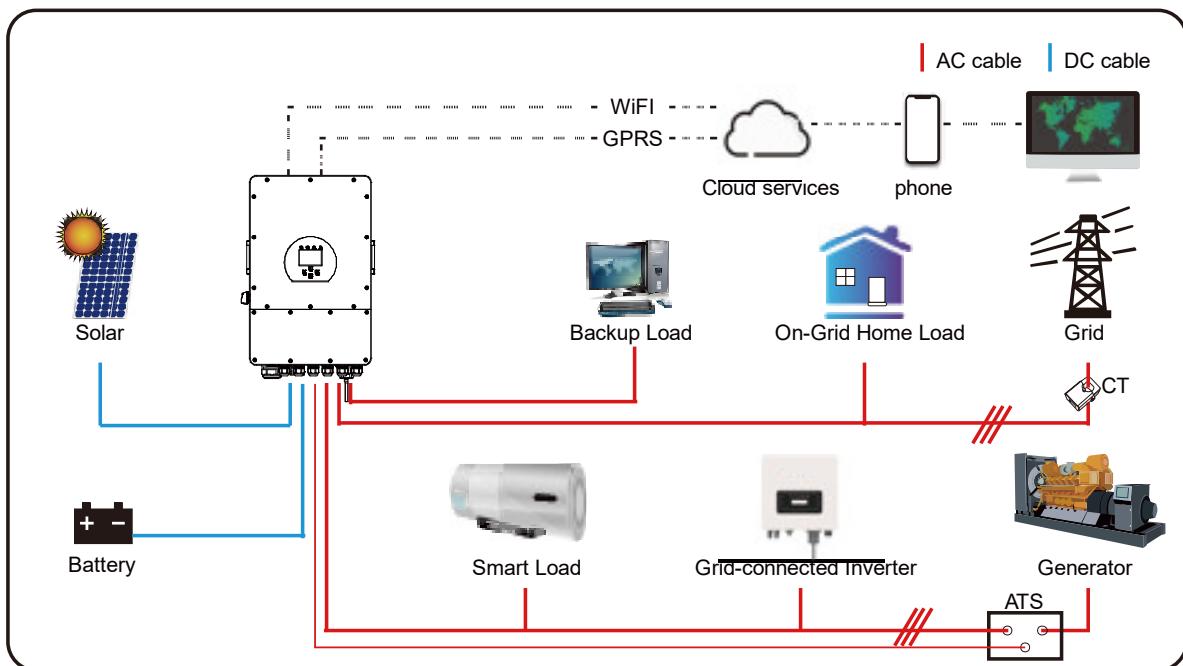 AC cable
DC cable
WiFI
GPRS
Cloud services
phone
Solar
Backup Load
On-Grid Home Load
Grid
CT
+ −
Battery
Smart Load
Grid-connected Inverter
Generator
ATS